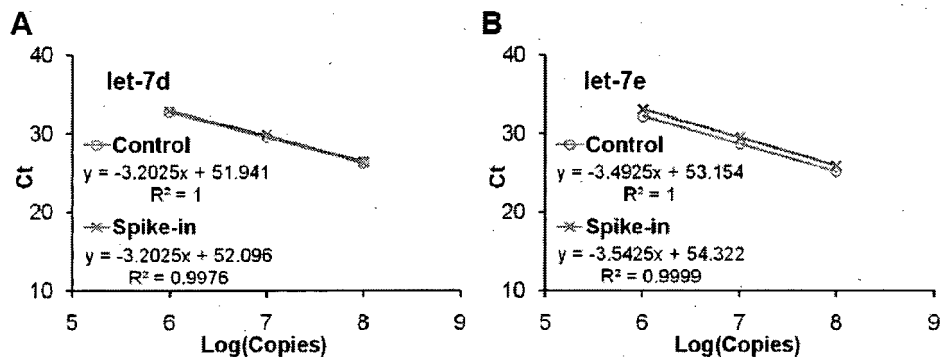 A
40
30
20
10
Ct
let-7d
Control
y = -3.2025x + 51.941
R² = 1
Spike-in
y = -3.2025x + 52.096
R² = 0.9976
5 6 7 8 9
Log(Copies)
B
40
30
20
10
Ct
let-7e
Control
y = -3.4925x + 53.154
R² = 1
Spike-in
y = -3.5425x + 54.322
R² = 0.9999
5 6 7 8 9
Log(Copies)